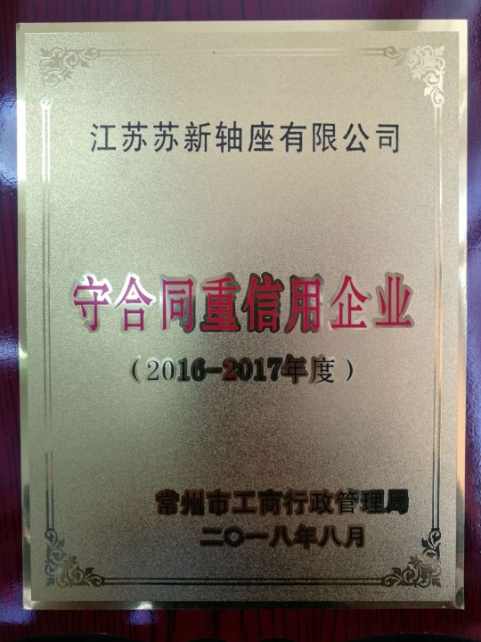 江苏苏新轴座有限公司
守合同重信用企业
（2016-2017年度）
常州市工商行政管理局
二〇一八年八月